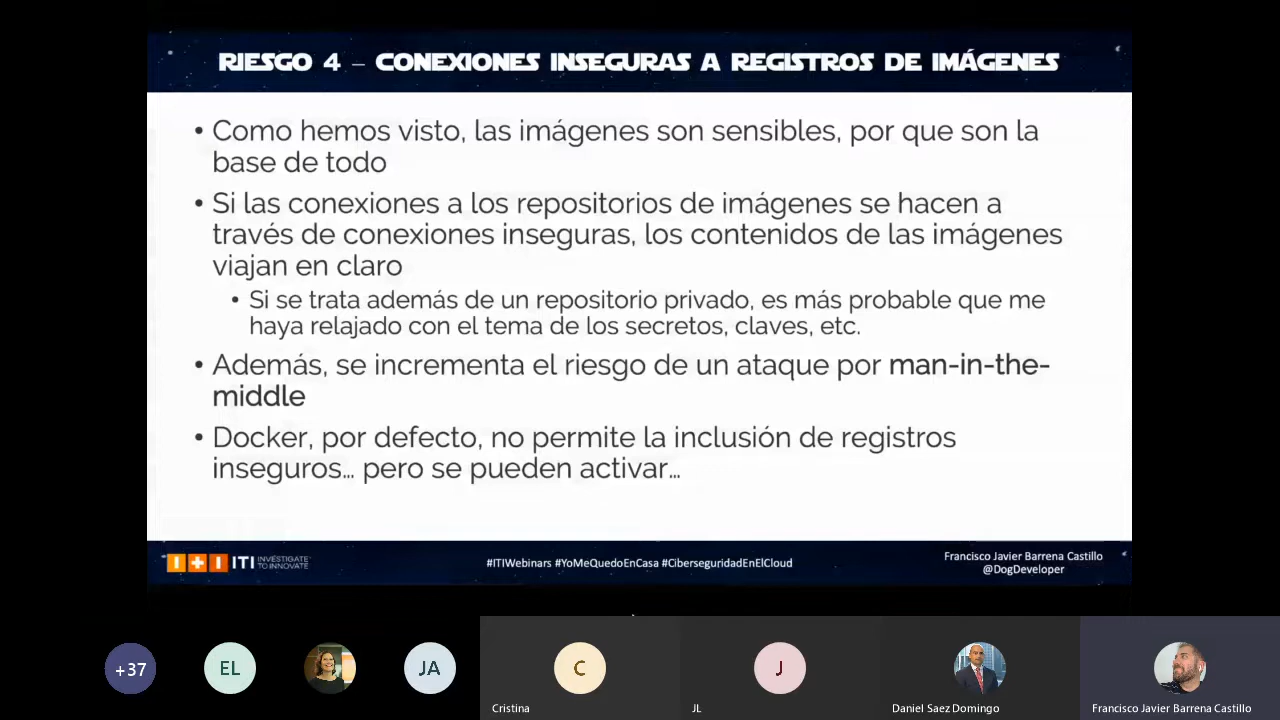 RIESGO 4 – CONEXIONES INSEGURAS A REGISTROS DE IMÁGENES
• Como hemos visto, las imágenes son sensibles, por que son la
base de todo
• Si las conexiones a los repositorios de imágenes se hacen a
través de conexiones inseguras, los contenidos de las imágenes
viajan en claro
• Si se trata además de un repositorio privado, es más probable que me
haya relajado con el tema de los secretos, claves, etc.
• Además, se incrementa el riesgo de un ataque por man-in-the-
middle
• Docker, por defecto, no permite la inclusión de registros
inseguros… pero se pueden activar…
I+I ITI INVESTIGATE
TO INNOVATE
#ITIWebinars #YoMeQuedoEnCasa #CiberseguridadEnElCloud
Francisco Javier Barrena Castillo
@DogDeveloper
+37
EL
JA
C
J
Cristina
JL
Daniel Saez Domingo
Francisco Javier Barrena Castillo